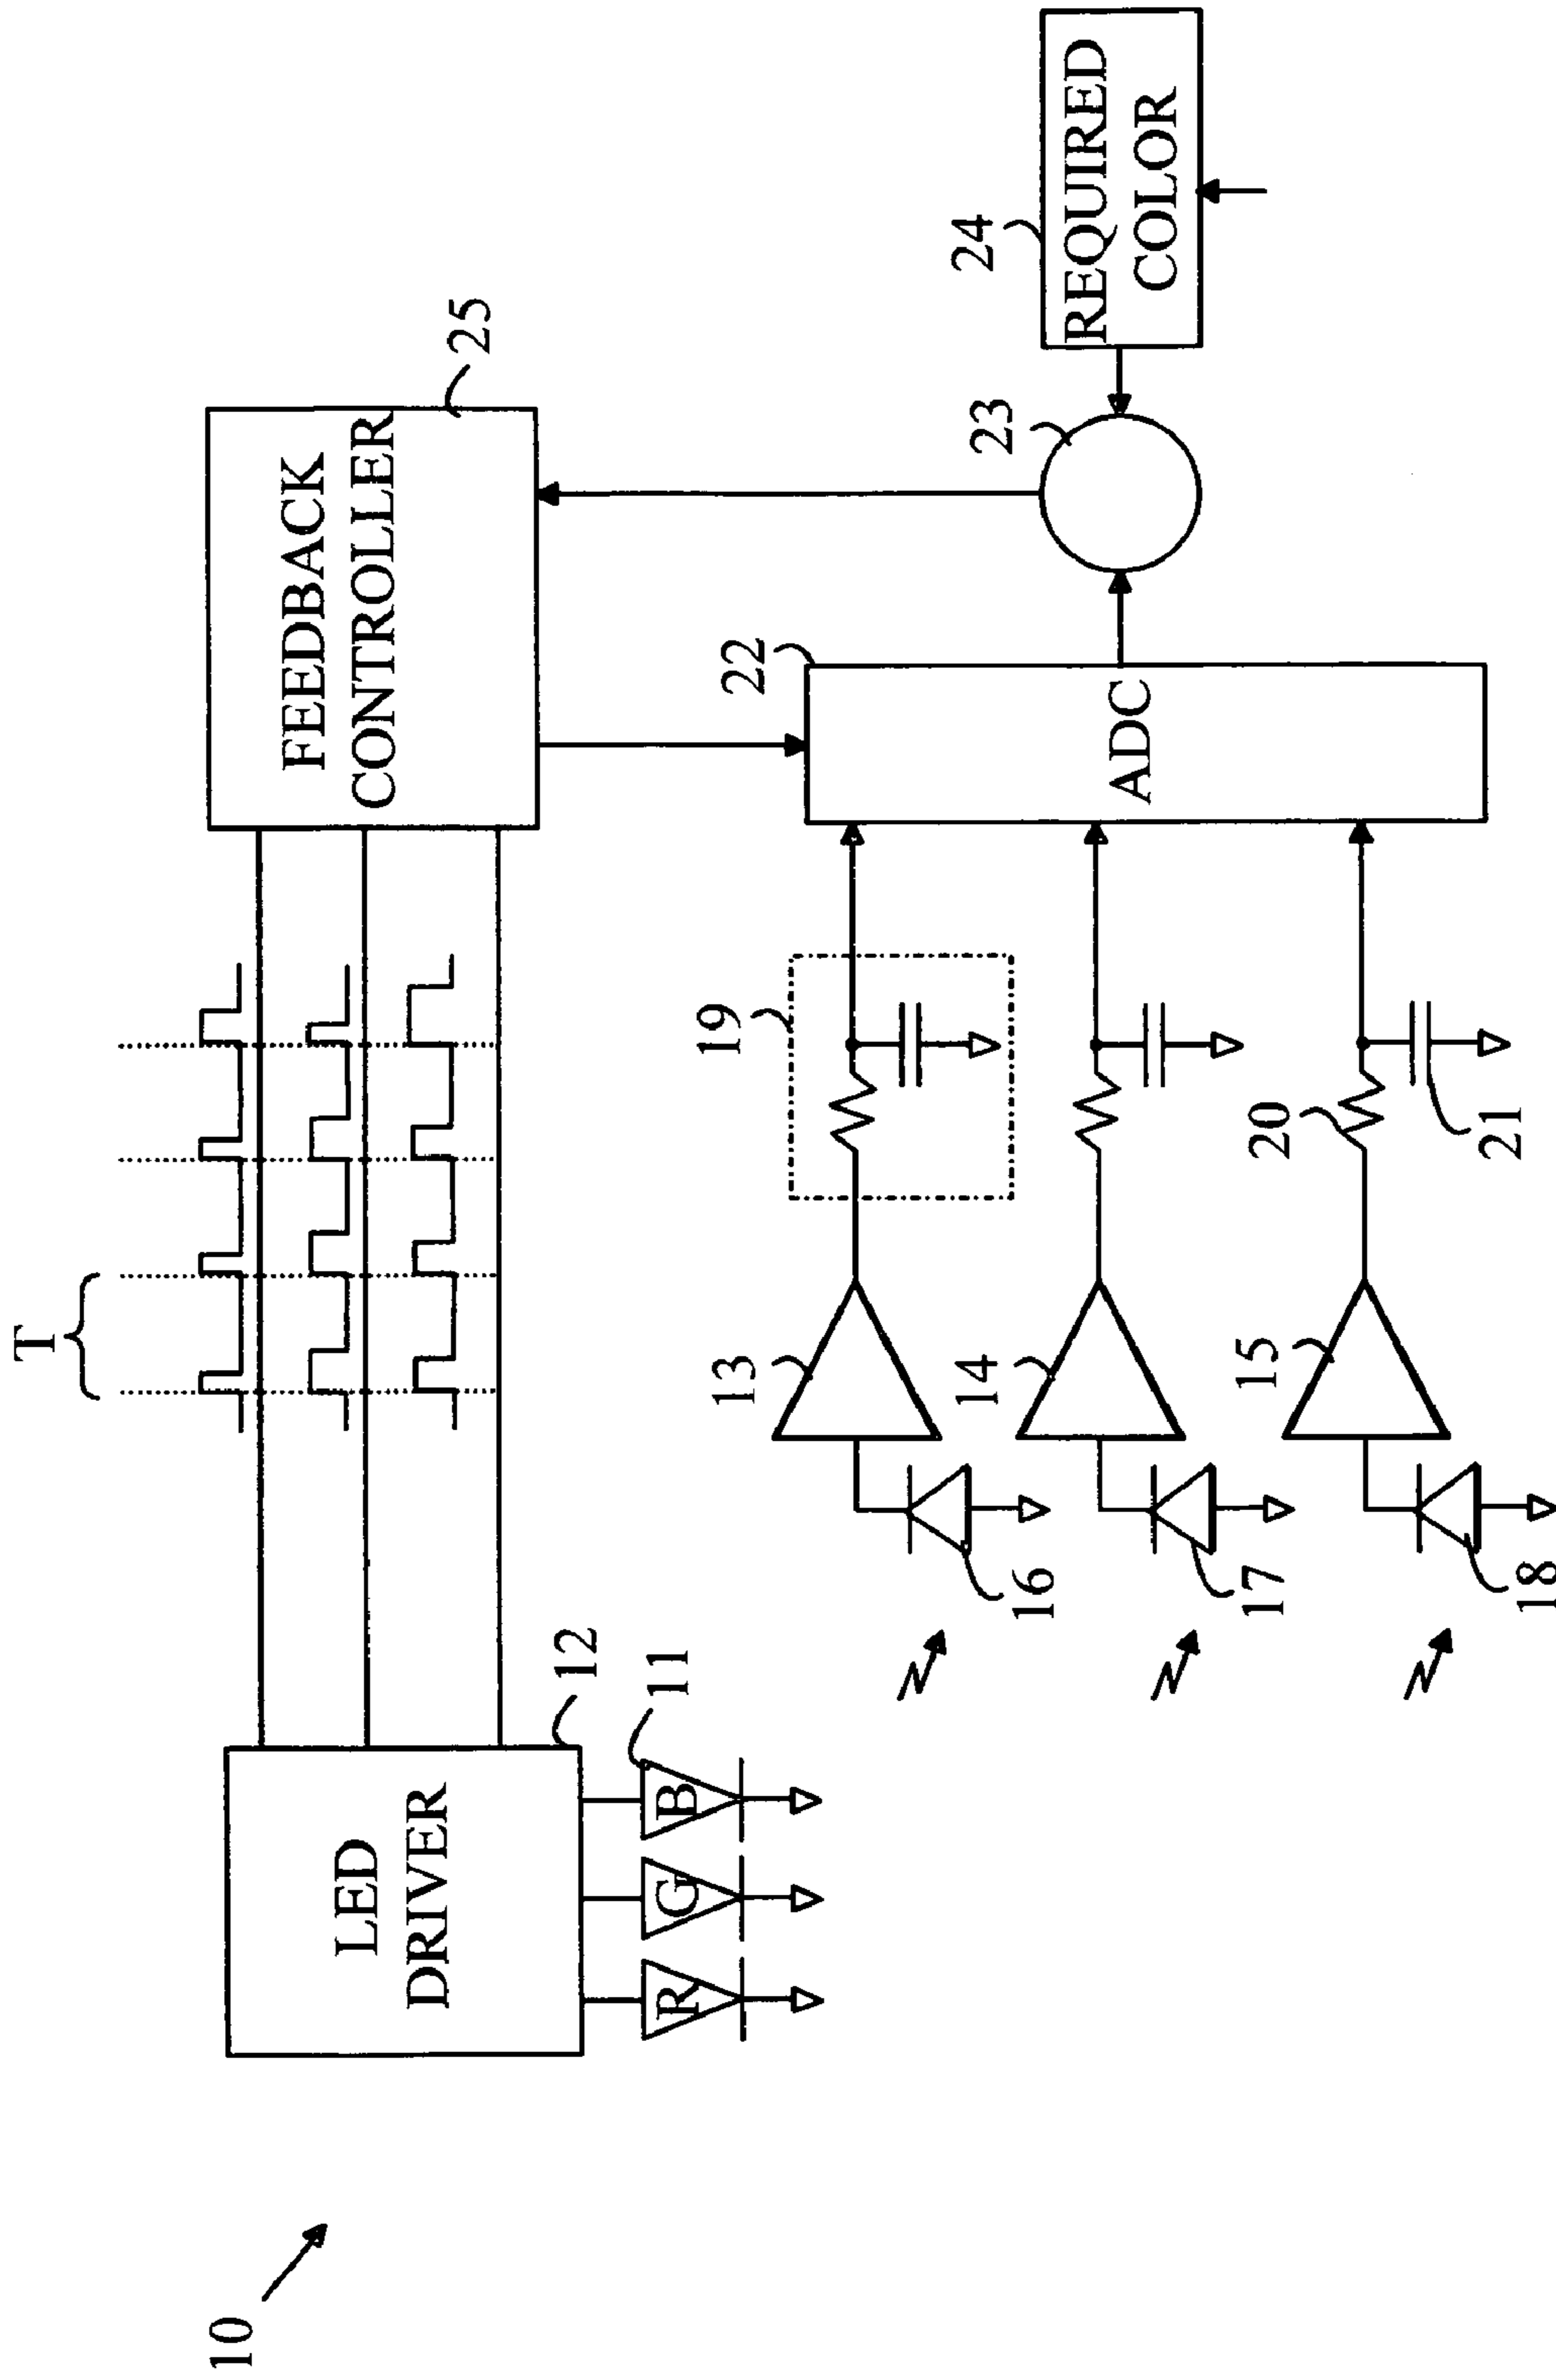 10
T
LED
DRIVER
12
R
G
B
11
FEEDBACK
CONTROLLER
25
13
19
22
16
14
17
ADC
23
24
REQUIRED
COLOR
15
20
18
21